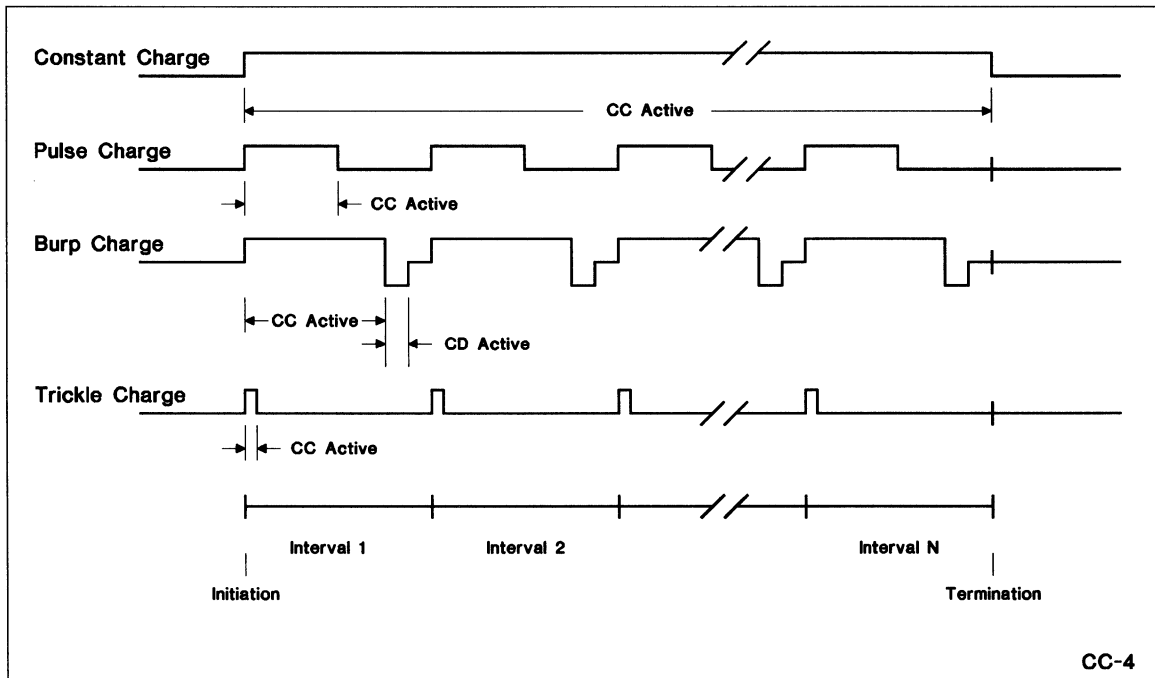 Constant Charge
CC Active
Pulse Charge
CC Active
Burp Charge
CC Active
CD Active
Trickle Charge
CC Active
Interval 1
Interval 2
Interval N
Initiation
Termination
CC-4